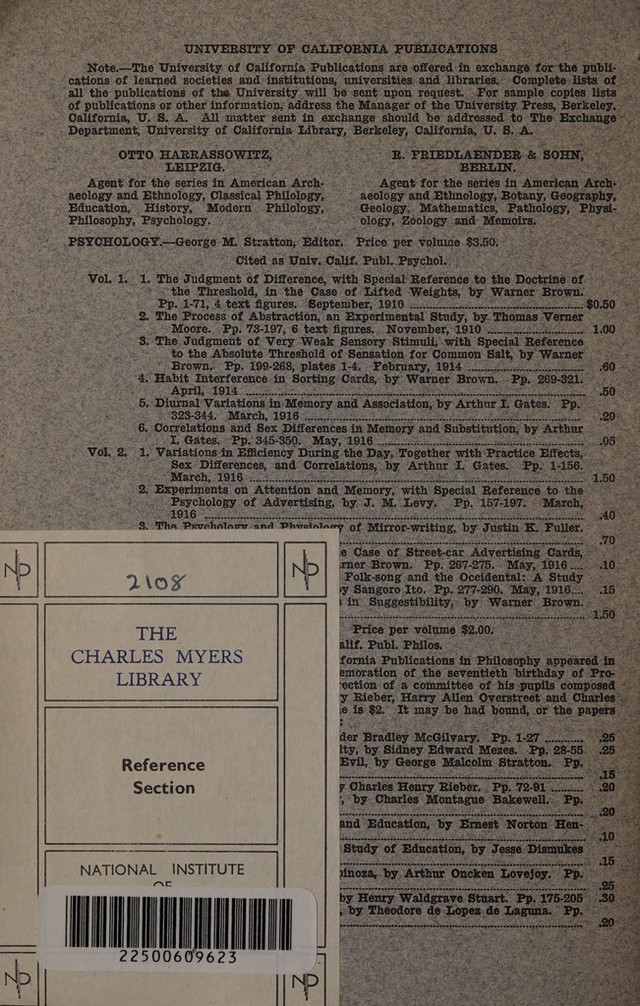 UNIVERSITY OF CALIFORNIA PUBLICATIONS
Note.—The University of California Publications are offered in exchange for the publi-
cations of learned societies and institutions, universities and libraries. Complete lists of
all the publications of the University will be sent upon request. For sample copies lists
of publications or other information, address the Manager of the University Press, Berkeley,
California, U. S. A. All matter sent in exchange should be addressed to The Exchange
Department, University of California Library, Berkeley, California, U. S. A.
OTTO HARRASSOWITZ,
LEIPZIG.
Agent for the series in American Arch-
aeology and Ethnology, Classical Philology,
Education, History, Modern Philology,
Philosophy, Psychology.
R. FRIEDLAENDER & SOHN,
BERLIN.
Agent for the series in American Arch-
aeology and Ethnology, Botany, Geography,
Geology, Mathematics, Pathology, Physi-
ology, Zoology and Memoirs.
PSYCHOLOGY.—George M. Stratton, Editor. Price per volume $3.50.
Cited as Univ. Calif. Publ. Psychol.
Vol. 1. 1. The Judgment of Difference, with Special Reference to the Doctrine of
the Threshold, in the Case of Lifted Weights, by Warner Brown.
Pp. 1-71, 4 text figures. September, 1910 ........ $0.50
2. The Process of Abstraction, an Experimental Study, by Thomas Verner
Moore. Pp. 73-197, 6 text figures. November, 1910 ........ 1.00
3. The Judgment of Very Weak Sensory Stimuli, with Special Reference
to the Absolute Threshold of Sensation for Common Salt, by Warner
Brown. Pp. 199-268, plates 1-4. February, 1914 ........ .60
4. Habit Interference in Sorting Cards, by Warner Brown. Pp. 269-321.
April, 1914 ........ .50
5. Diurnal Variations in Memory and Association, by Arthur I. Gates. Pp.
323-344. March, 1916 ........ .20
6. Correlations and Sex Differences in Memory and Substitution, by Arthur
I. Gates. Pp. 345-350. May, 1916 ........ .05
Vol. 2. 1. Variations in Efficiency During the Day, Together with Practice Effects,
Sex Differences, and Correlations, by Arthur I. Gates. Pp. 1-156.
March, 1916 ........ 1.50
2. Experiments on Attention and Memory, with Special Reference to the
Psychology of Advertising, by J. M. Levy. Pp. 157-197. March,
1916 ........ .40
3. The Psychology and Physiology of Mirror-writing, by Justin K. Fuller.
........ .70
e Case of Street-car Advertising Cards,
rner Brown. Pp. 267-275. May, 1916.... .10
Folk-song and the Occidental: A Study
y Sangoro Ito. Pp. 277-290. May, 1916.... .15
in Suggestibility, by Warner Brown.
........ 1.50
Price per volume $2.00.
alif. Publ. Philos.
fornia Publications in Philosophy appeared in
emoration of the seventieth birthday of Pro-
ection of a committee of his pupils composed
y Rieber, Harry Allen Overstreet and Charles
e is $2. It may be had bound, or the papers
:
der Bradley McGilvary. Pp. 1-27 ........ .25
lty, by Sidney Edward Mezes. Pp. 28-55 .25
Evil, by George Malcolm Stratton. Pp.
........ .15
y Charles Henry Rieber. Pp. 72-91 ........ .20
, by Charles Montague Bakewell. Pp.
........ .20
and Education, by Ernest Norton Hen-
........ .10
Study of Education, by Jesse Dismukes
........ .15
inoza, by Arthur Oncken Lovejoy. Pp.
........ .25
by Henry Waldgrave Stuart. Pp. 175-205 .30
, by Theodore de Lopez de Laguna. Pp.
........ .20
2108
THE
CHARLES MYERS
LIBRARY
Reference
Section
NATIONAL INSTITUTE
OF
22500609623